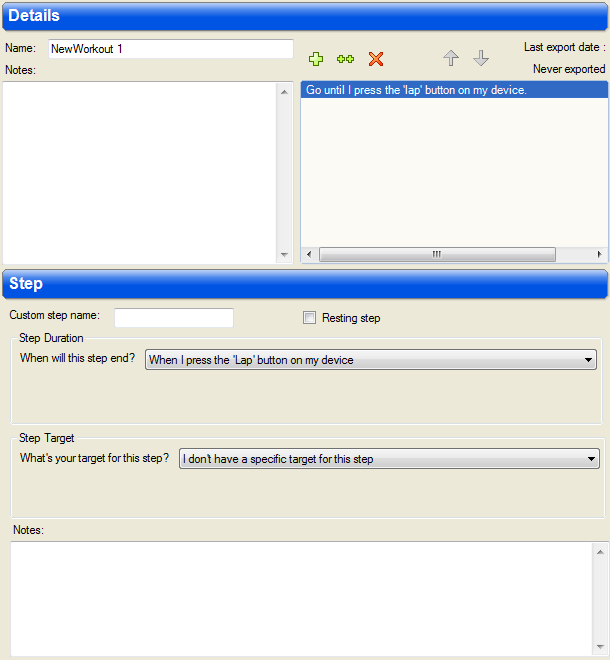 Details
Name: NewWorkout 1
Last export date :
Notes:
Never exported
Go until I press the 'lap' button on my device.
Step
Custom step name:
Resting step
Step Duration
When will this step end? When I press the 'Lap' button on my device
Step Target
What's your target for this step? I don't have a specific target for this step
Notes: